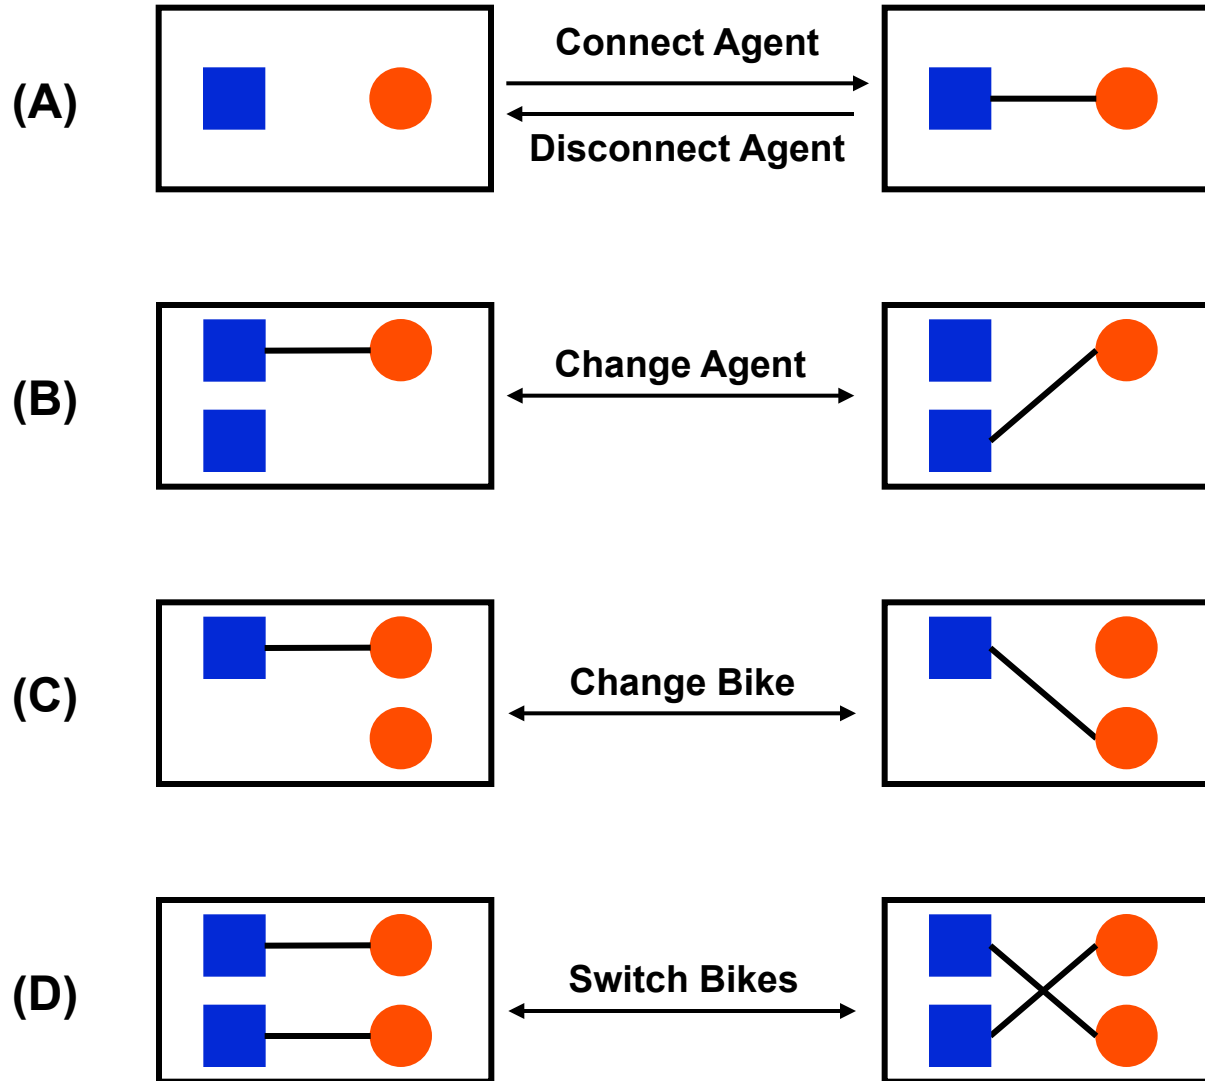 (A)
Connect Agent
Disconnect Agent
(B)
Change Agent
(C)
Change Bike
(D)
Switch Bikes